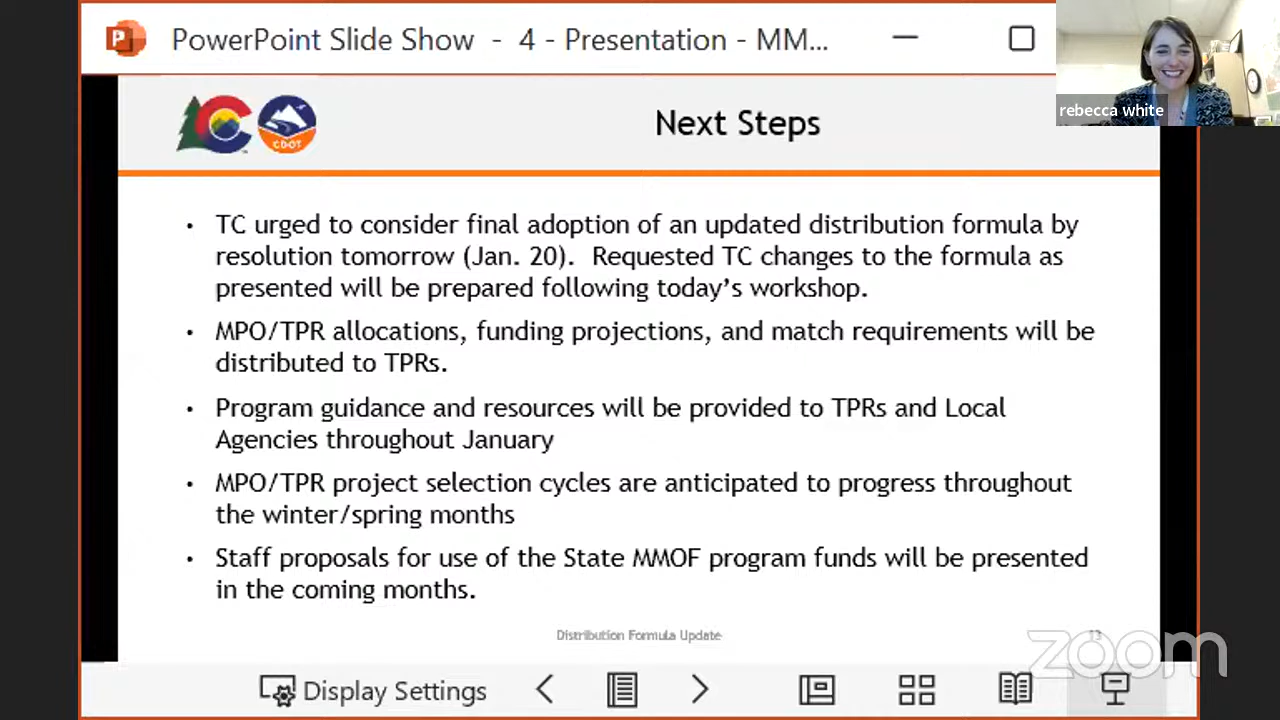 PowerPoint Slide Show - 4 - Presentation - MM...
rebecca white
CDOT
Next Steps
• TC urged to consider final adoption of an updated distribution formula by
resolution tomorrow (Jan. 20). Requested TC changes to the formula as
presented will be prepared following today's workshop.
• MPO/TPR allocations, funding projections, and match requirements will be
distributed to TPRs.
• Program guidance and resources will be provided to TPRs and Local
Agencies throughout January
• MPO/TPR project selection cycles are anticipated to progress throughout
the winter/spring months
• Staff proposals for use of the State MMOF program funds will be presented
in the coming months.
Distribution Formula Update
13
zoom
Display Settings